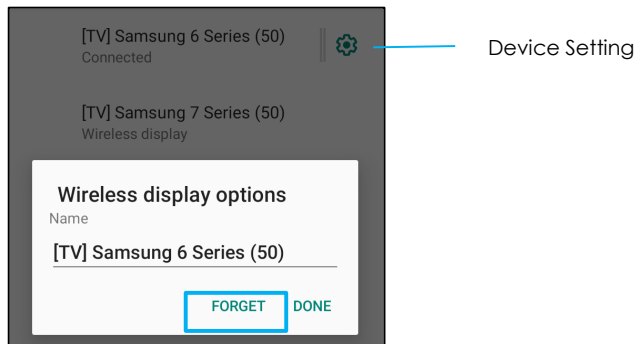 [TV] Samsung 6 Series (50)
Connected
Device Setting
[TV] Samsung 7 Series (50)
Wireless display
Wireless display options
Name
[TV] Samsung 6 Series (50)
FORGET DONE